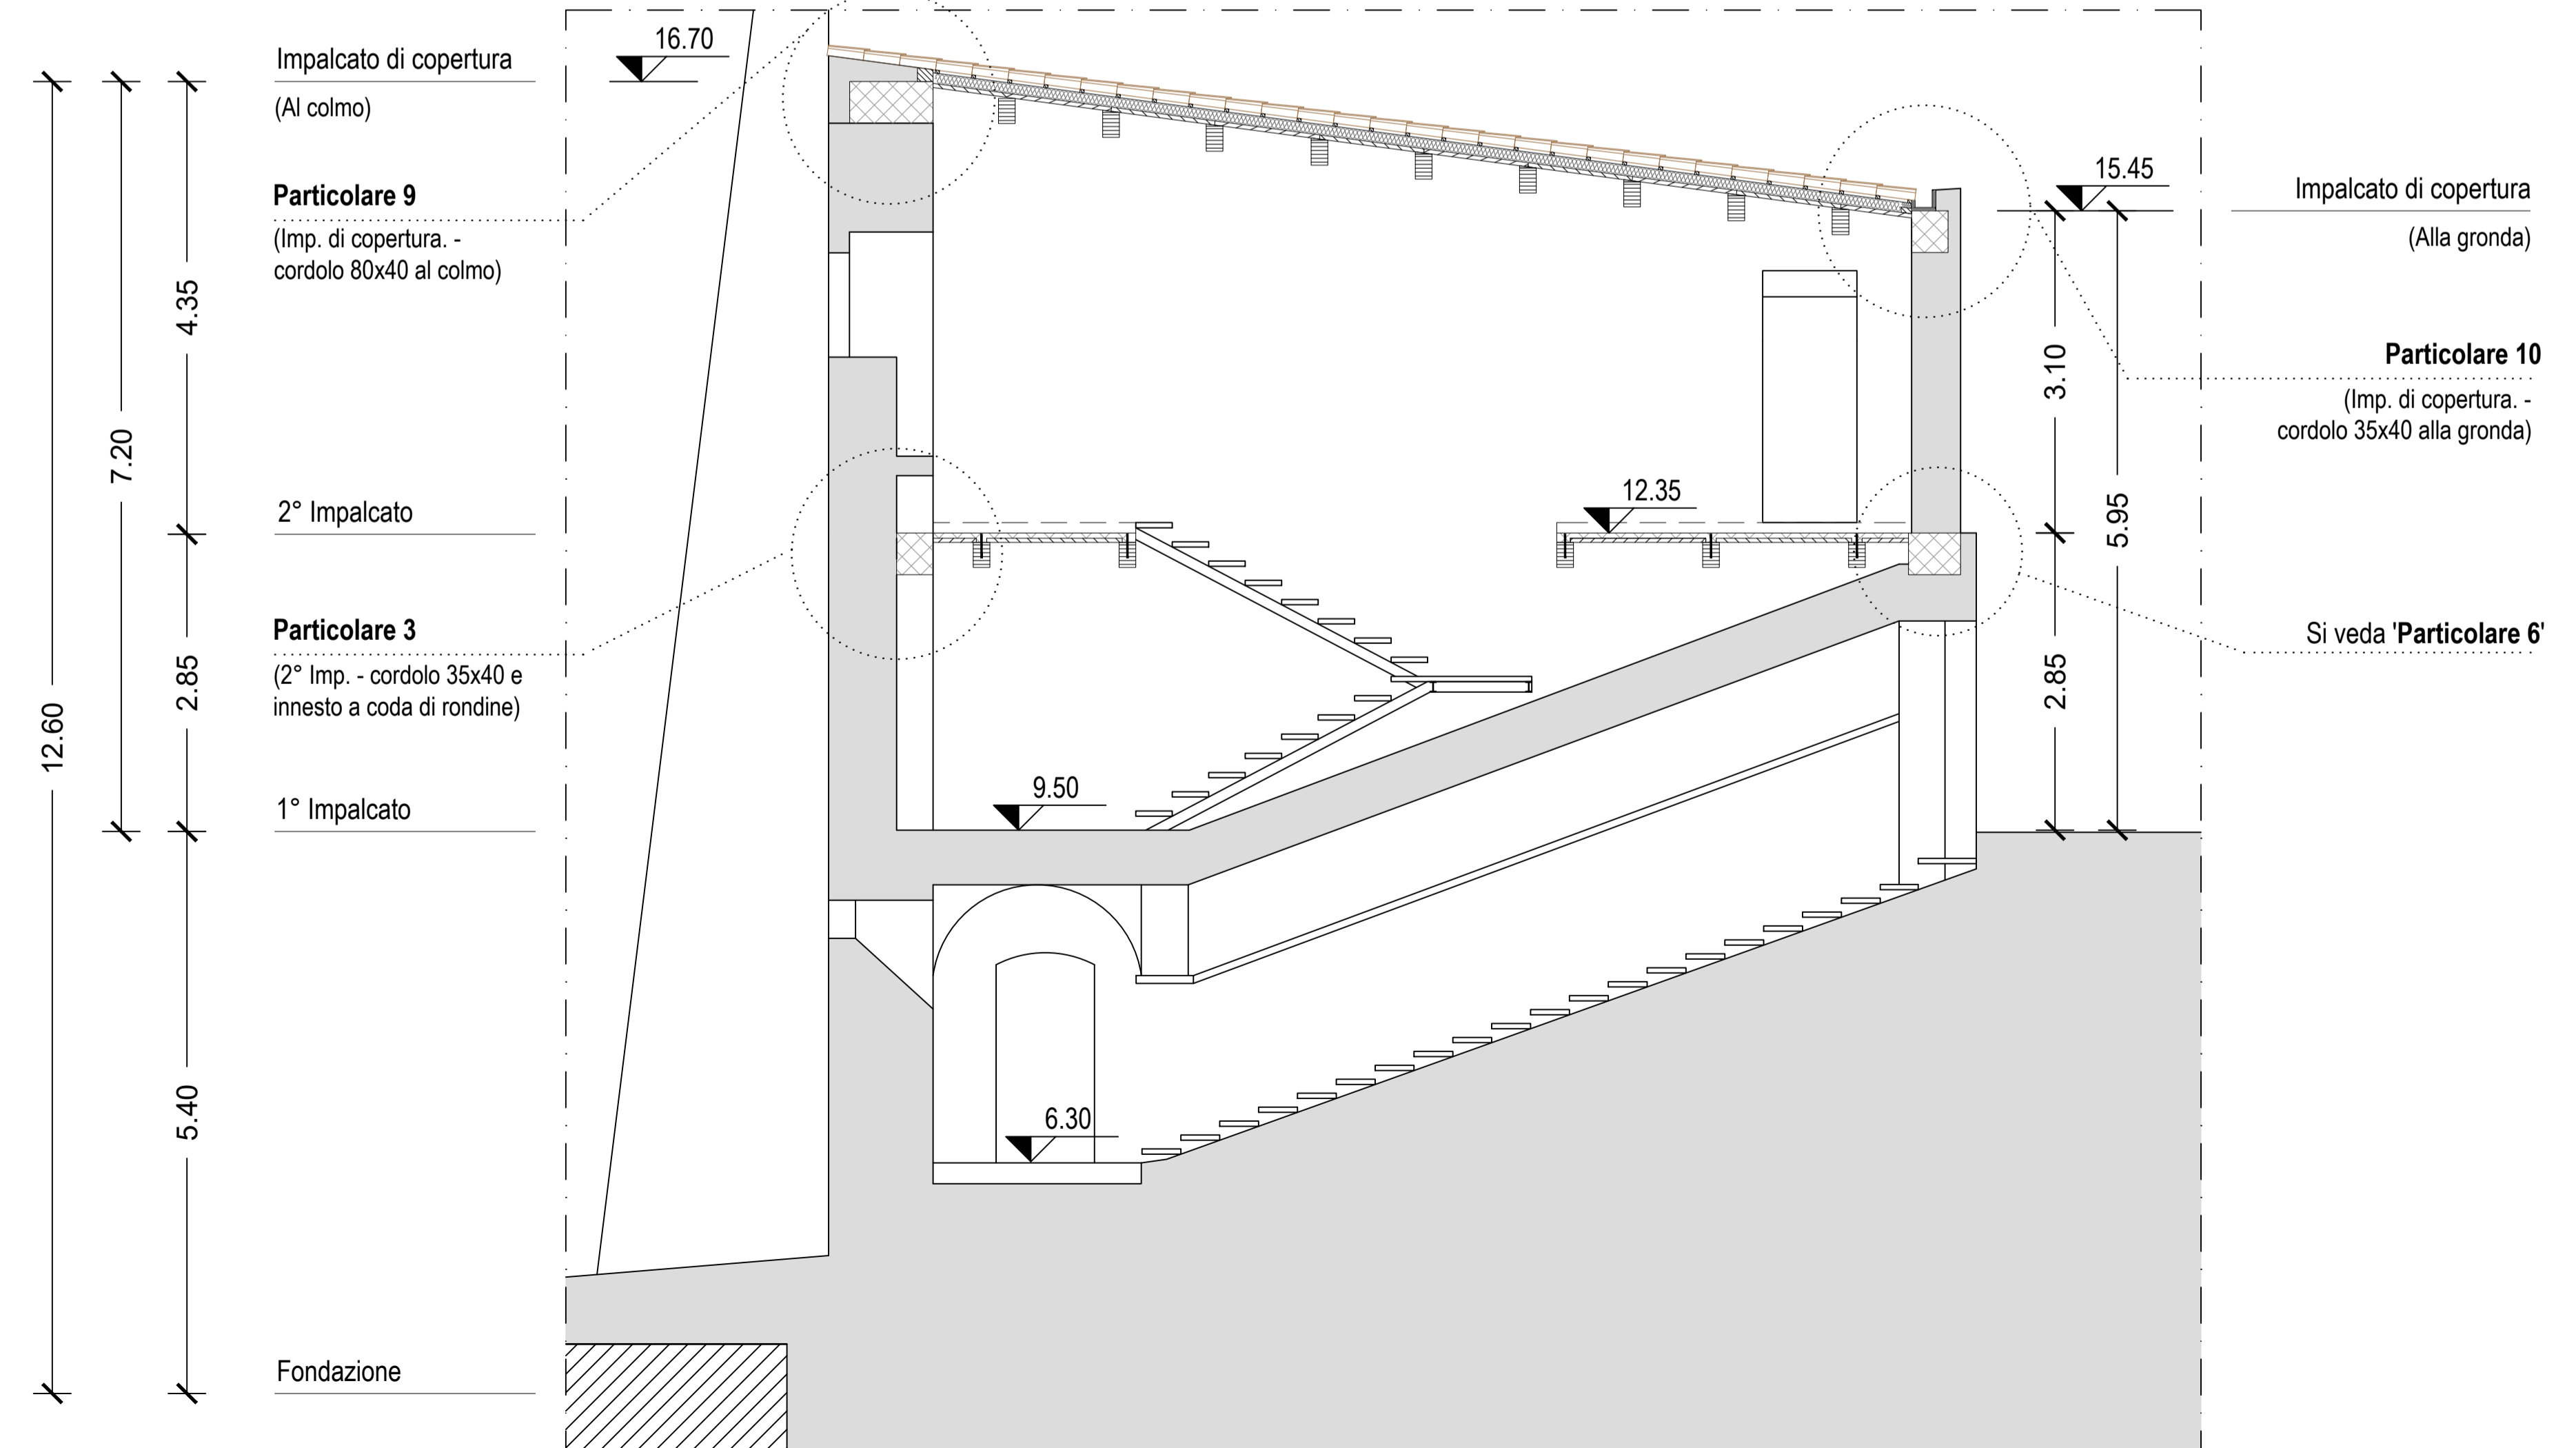 16.70
Impalcato di copertura
(Al colmo)
15.45
Impalcato di copertura
(Alla gronda)
Particolare 9
(Imp. di copertura. -
cordolo 80x40 al colmo)
4.35
7.20
12.60
3.10
5.95
Particolare 10
(Imp. di copertura. -
cordolo 35x40 alla gronda)
12.35
2° Impalcato
Particolare 3
(2° Imp. - cordolo 35x40 e
innesto a coda di rondine)
2.85
2.85
Si veda 'Particolare 6'
9.50
1° Impalcato
5.40
6.30
Fondazione